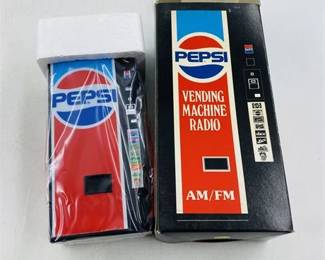 PEPSI
PEPSI
VENDING
MACHINE
RADIO
AM/FM